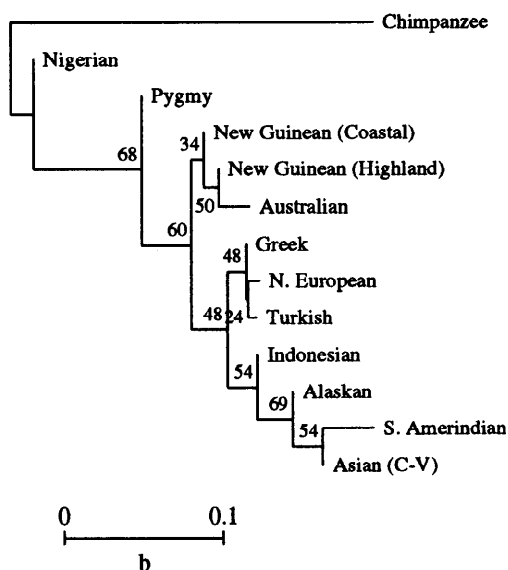 Chimpanzee
Nigerian
Pygmy
68
New Guinean (Coastal)
34
New Guinean (Highland)
50
Australian
60
Greek
48
N. European
48
24
Turkish
Indonesian
54
Alaskan
69
S. Amerindian
54
Asian (C-V)
0 0.1
b